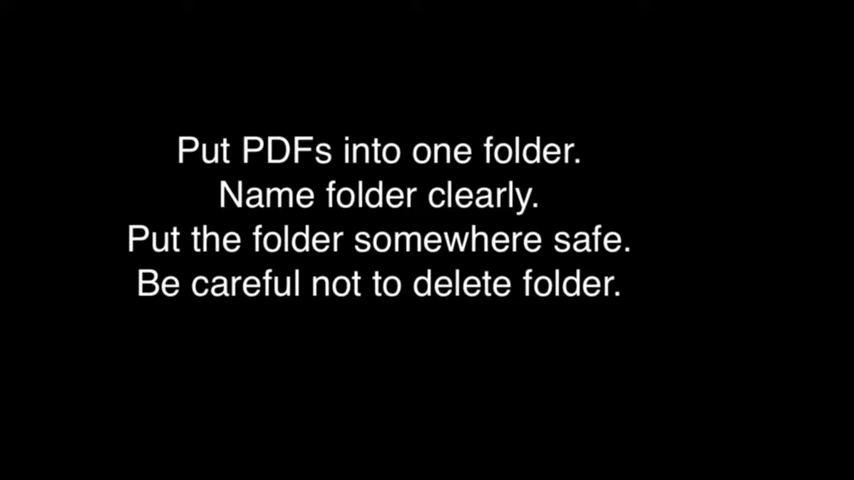 Put PDFs into one folder.
Name folder clearly.
Put the folder somewhere safe.
Be careful not to delete folder.